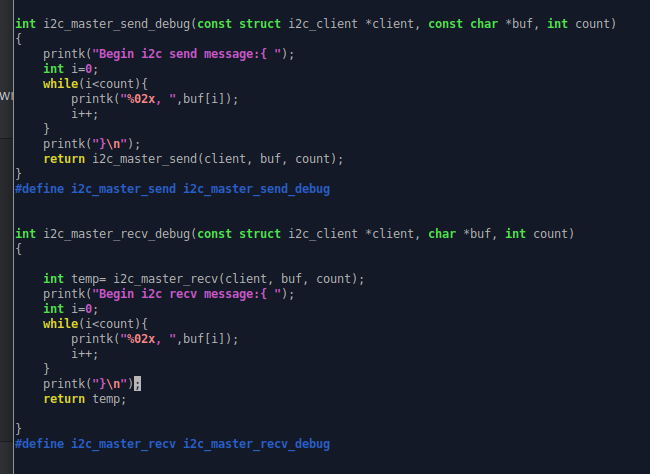 int i2c_master_send_debug(const struct i2c_client *client, const char *buf, int count)
{
    printk("Begin i2c send message:{ ");
    int i=0;
    while(i<count){
        printk("%02x, ",buf[i]);
        i++;
    }
    printk("}\n");
    return i2c_master_send(client, buf, count);
}
#define i2c_master_send i2c_master_send_debug
int i2c_master_recv_debug(const struct i2c_client *client, char *buf, int count)
{
    int temp= i2c_master_recv(client, buf, count);
    printk("Begin i2c recv message:{ ");
    int i=0;
    while(i<count){
        printk("%02x, ",buf[i]);
        i++;
    }
    printk("}\n");
    return temp;
}
#define i2c_master_recv i2c_master_recv_debug